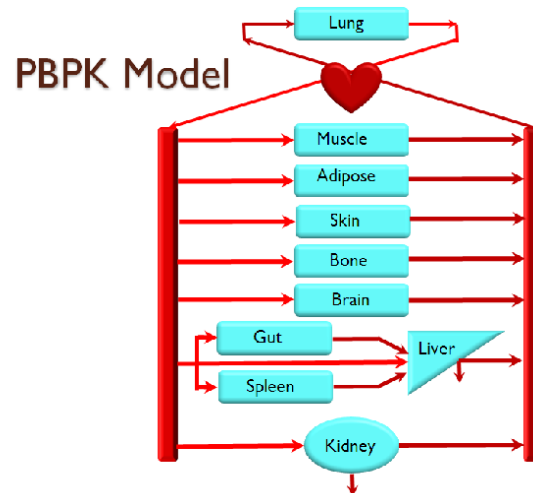 Lung
PBPK Model
Muscle
Adipose
Skin
Bone
Brain
Gut
Liver
Spleen
Kidney